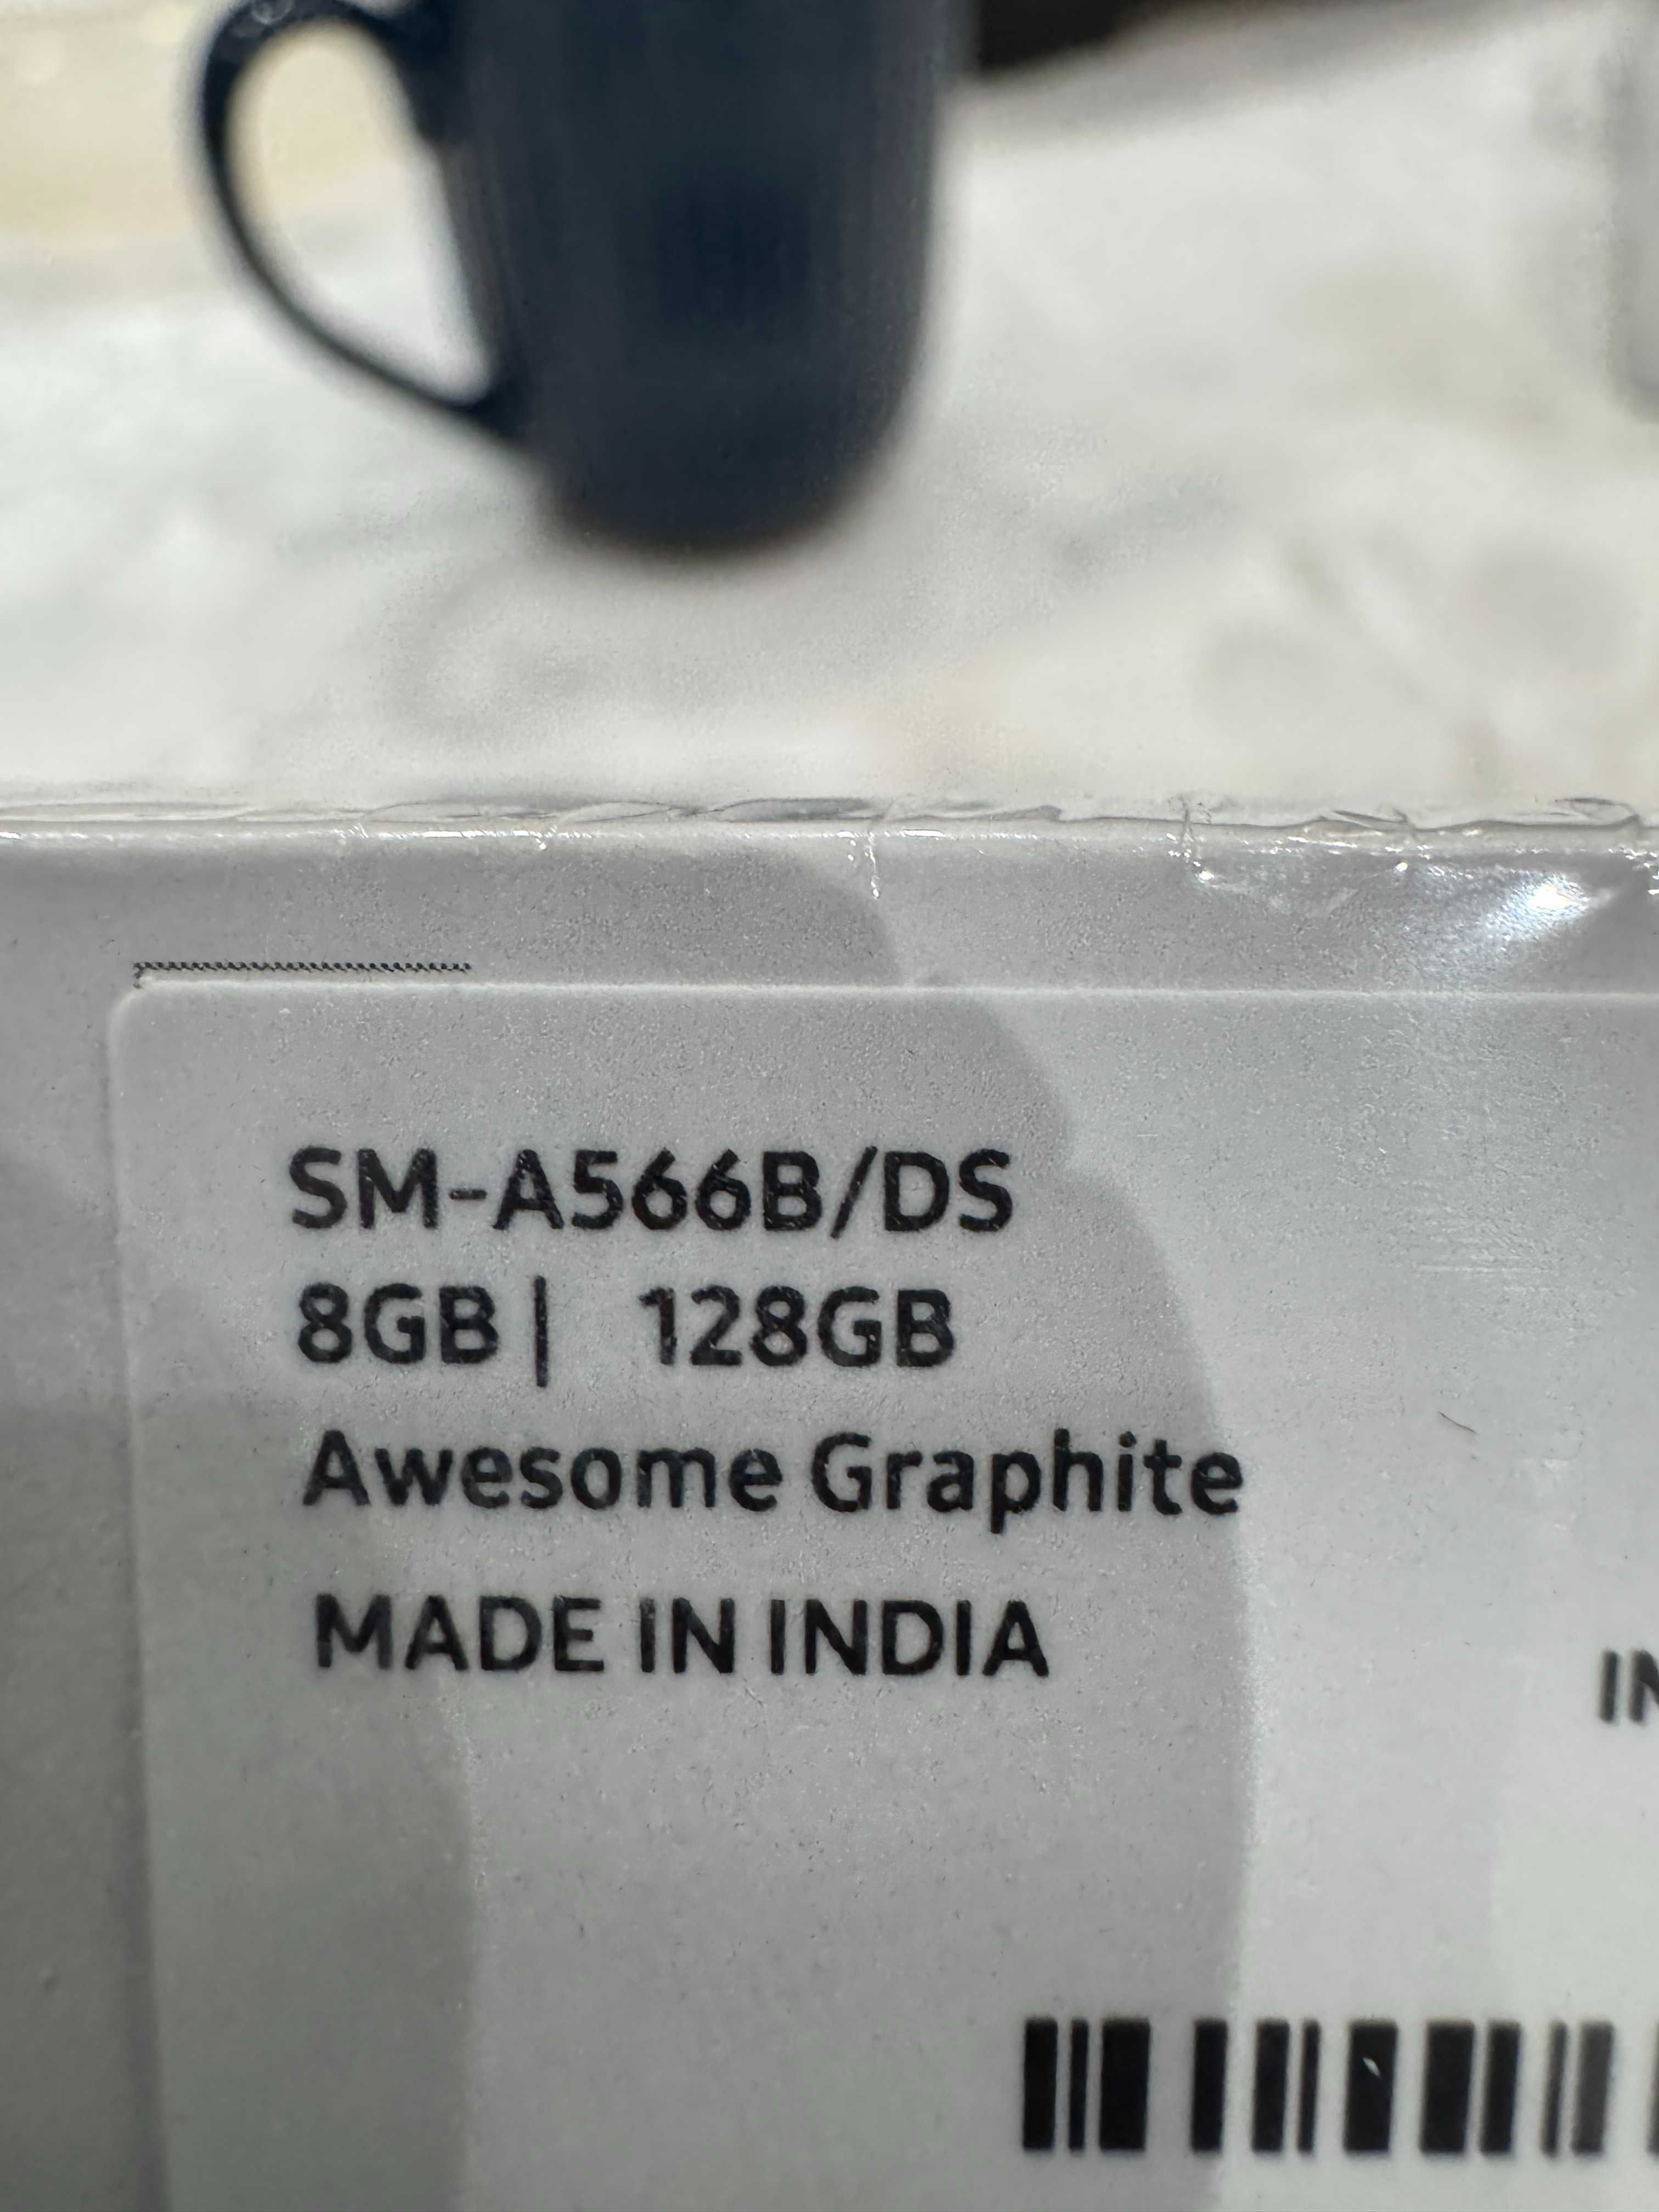 SM-A566B/DS
8GB | 128GB
Awesome Graphite
MADE IN INDIA